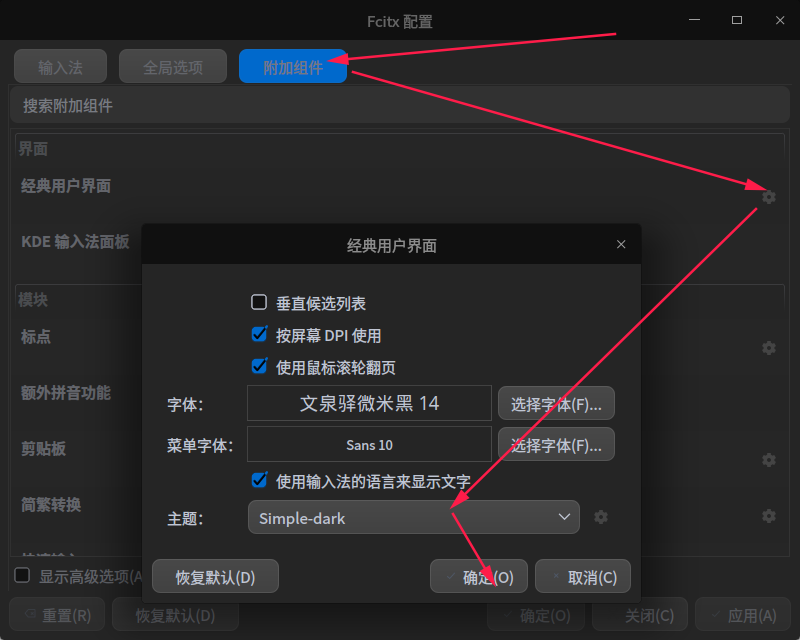 Fcitx 配置
输入法
全局选项
附加组件
搜索附加组件
界面
经典用户界面
KDE 输入法面板
模块
标点
额外拼音功能
剪贴板
简繁转换
显示高级选项(A
重置(R)
恢复默认(D)
确定(O)
关闭(C)
应用(A)
经典用户界面
垂直候选列表
按屏幕 DPI 使用
使用鼠标滚轮翻页
字体：
文泉驿微米黑 14
选择字体(F)...
菜单字体：
Sans 10
选择字体(F)...
使用输入法的语言来显示文字
主题：
Simple-dark
恢复默认(D)
确定(O)
取消(C)